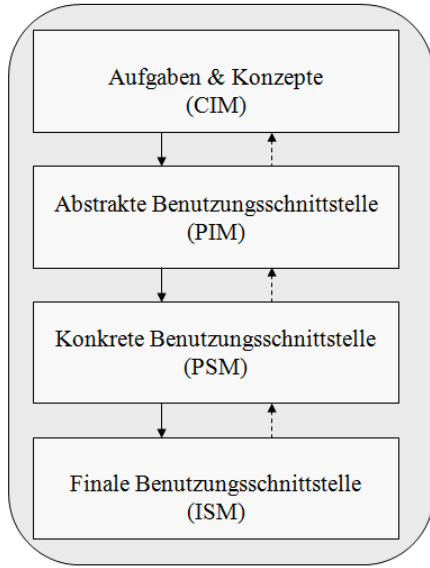 Aufgaben & Konzepte
(CIM)
Abstrakte Benutzungsschnittstelle
(PIM)
Konkrete Benutzungsschnittstelle
(PSM)
Finale Benutzungsschnittstelle
(ISM)